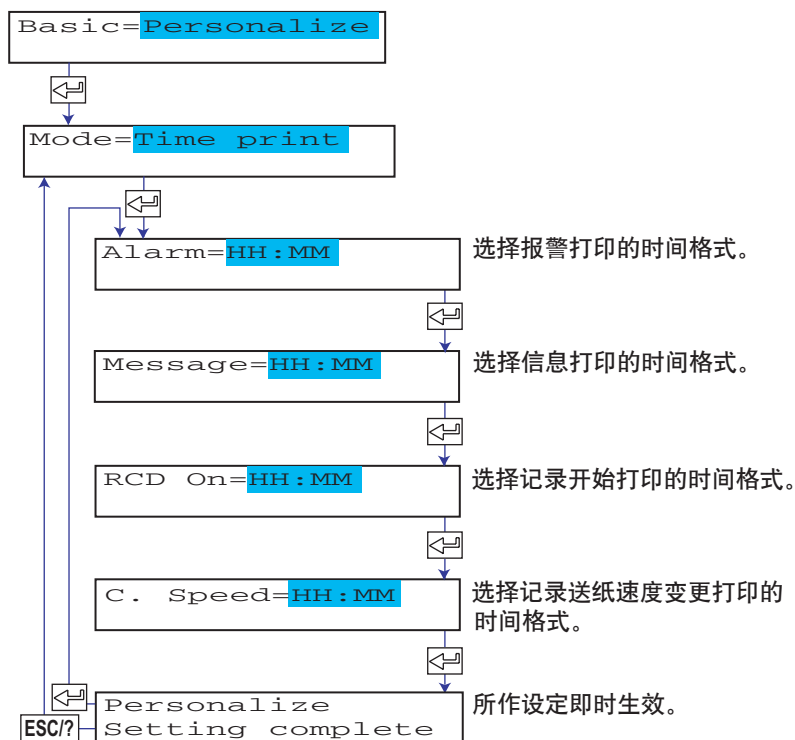 Basic=Personalize
Mode=Time print
Alarm=HH:MM
选择报警打印的时间格式。
Message=HH:MM
选择信息打印的时间格式。
RCD On=HH:MM
选择记录开始打印的时间格式。
C. Speed=HH:MM
选择记录送纸速度变更打印的
时间格式。
Personalize
Setting complete
所作设定即时生效。
ESC/?